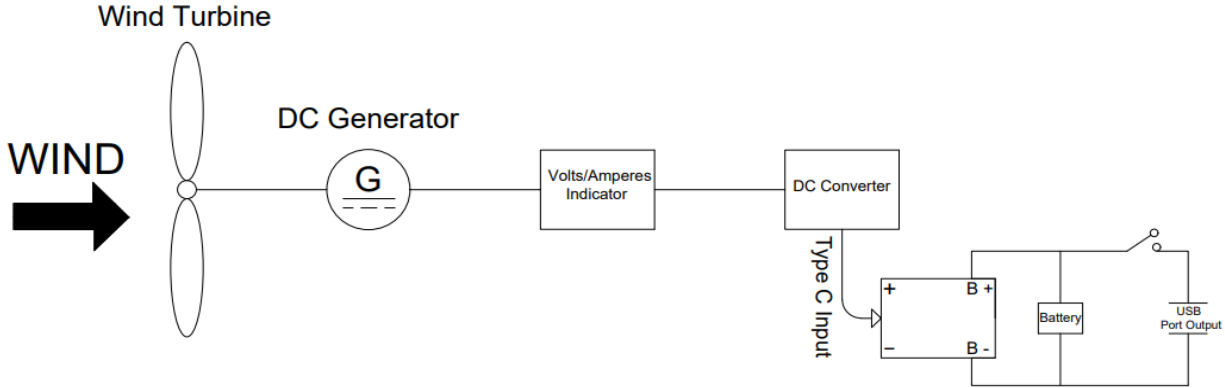 Wind Turbine
WIND
DC Generator
G
Volts/Amperes
Indicator
DC Converter
Type C Input
+
B +
−
B -
Battery
USB
Port Output